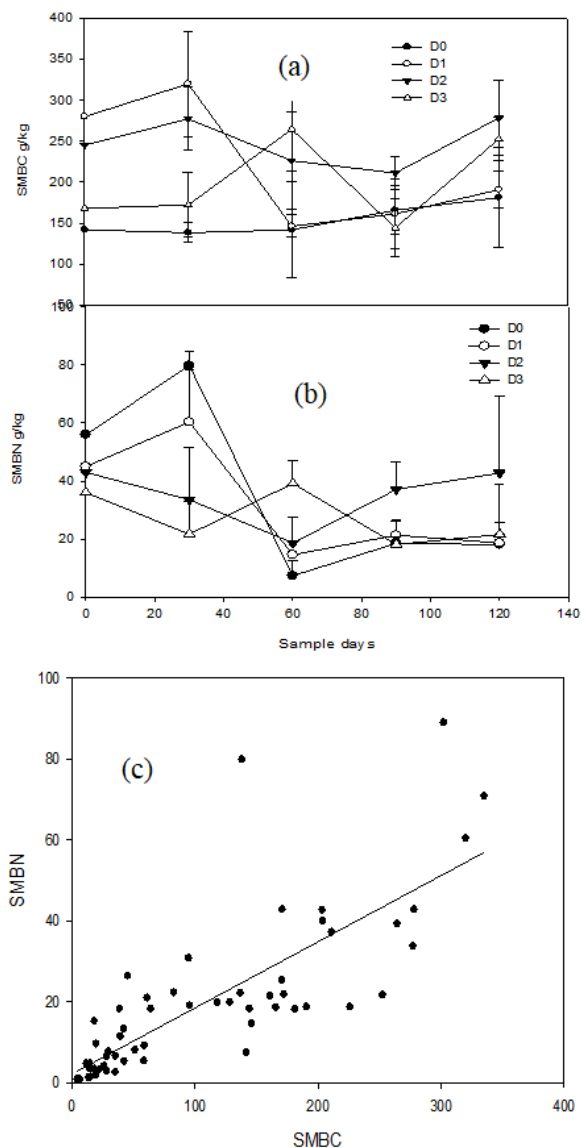 400
350
300
250
200
150
100
50
SMBC g/kg
(a)
D0
D1
D2
D3
100
80
60
40
20
0
SMBN g/kg
(b)
D0
D1
D2
D3
0 20 40 60 80 100 120 140
Sample days
100
80
60
40
20
0
SMBN
(c)
0 100 200 300 400
SMBC